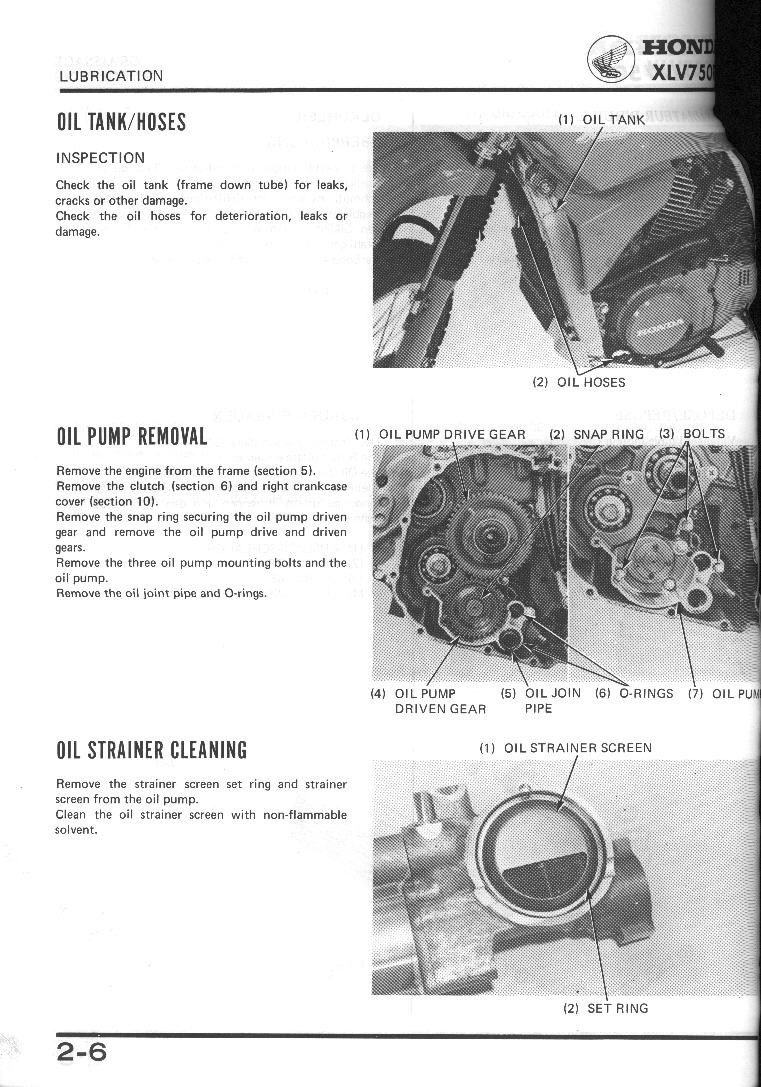 LUBRICATION
HONDA
XLV750
OIL TANK/HOSES
INSPECTION
Check the oil tank (frame down tube) for leaks,
cracks or other damage.
Check the oil hoses for deterioration, leaks or
damage.
(1) OIL TANK
HONDA
(2) OIL HOSES
OIL PUMP REMOVAL
Remove the engine from the frame (section 5).
Remove the clutch (section 6) and right crankcase
cover (section 10).
Remove the snap ring securing the oil pump driven
gear and remove the oil pump drive and driven
gears.
Remove the three oil pump mounting bolts and the
oil pump.
Remove the oil joint pipe and O-rings.
(1) OIL PUMP DRIVE GEAR (2) SNAP RING (3) BOLTS
(4) OIL PUMP (5) OIL JOIN (6) O-RINGS (7) OIL PUM
DRIVEN GEAR PIPE
OIL STRAINER CLEANING
Remove the strainer screen set ring and strainer
screen from the oil pump.
Clean the oil strainer screen with non-flammable
solvent.
(1) OIL STRAINER SCREEN
(2) SET RING
2-6